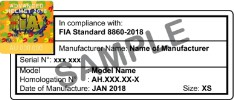 FIA
In compliance with:
FIA Standard 8860-2018
Manufacturer Name: Name of Manufacturer
Serial N°: xxx xxx
Model Model Name
Homologation N° : AH.XXX.XX-X
Date of Manufacture: JAN 2018 Size: XS
SAMPLE